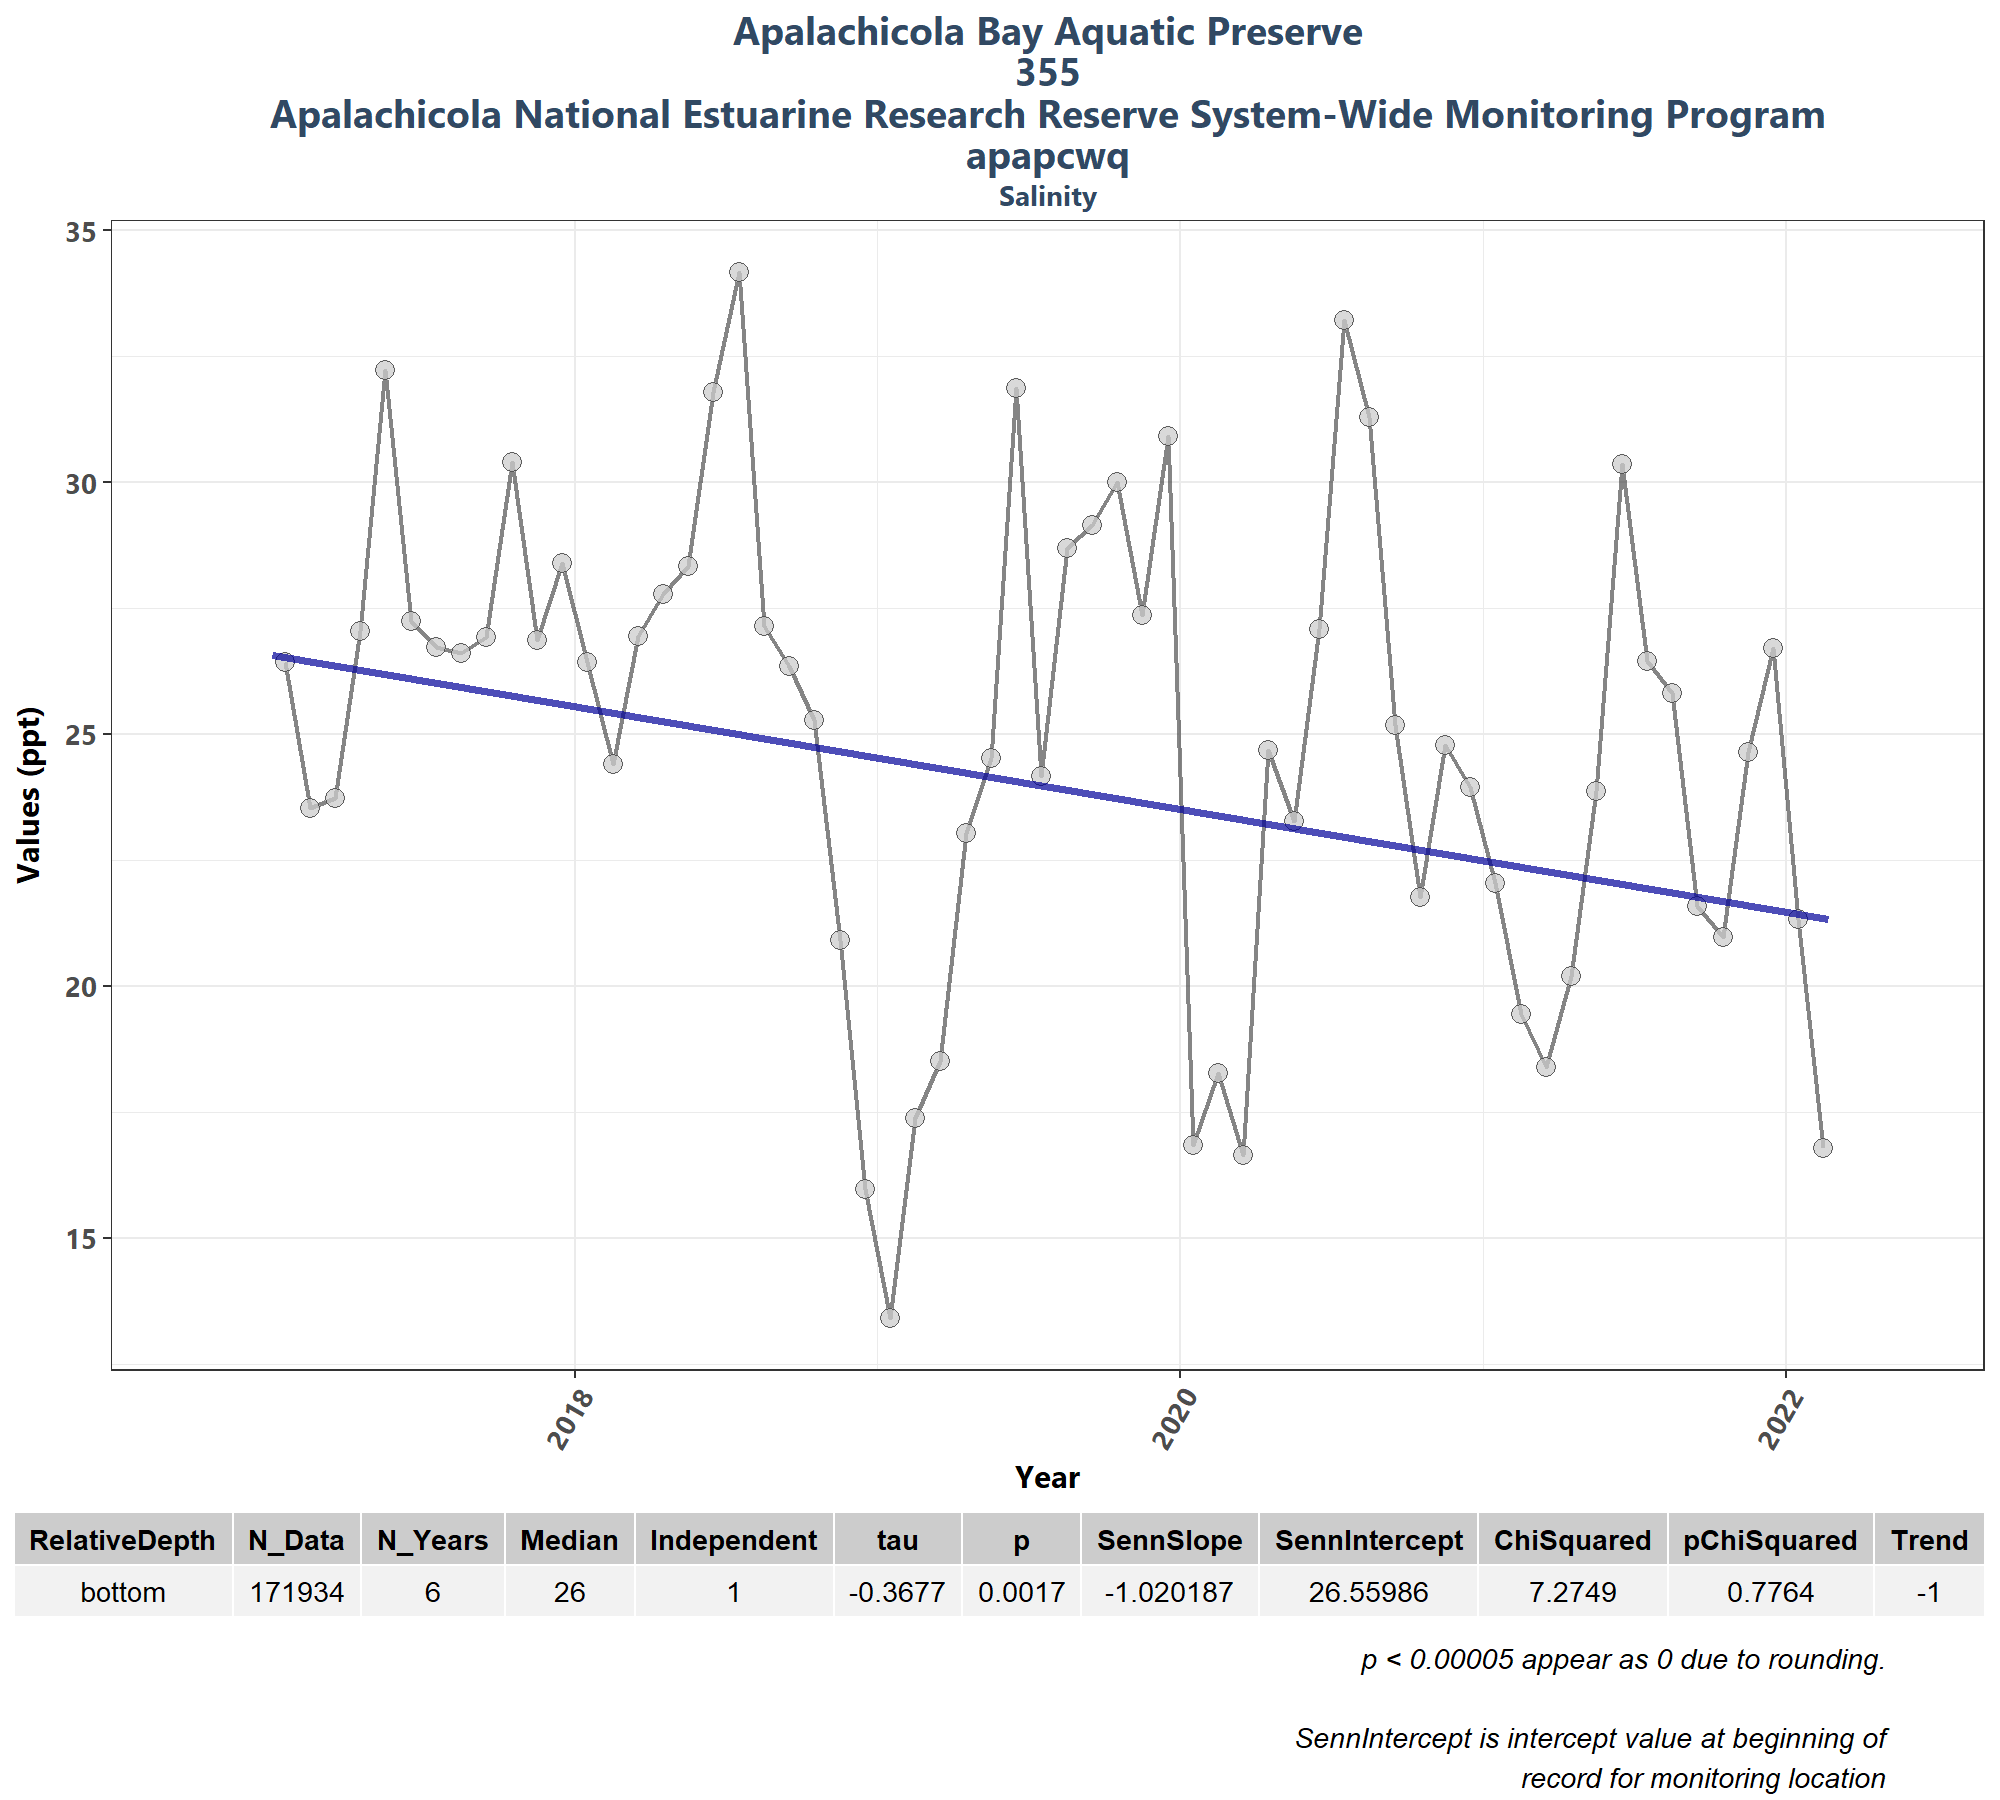 Apalachicola Bay Aquatic Preserve
355
Apalachicola National Estuarine Research Reserve System-Wide Monitoring Program
apapcwq
Salinity
35
30
25
20
15
Values (ppt)
2018 2020 2022
Year
RelativeDepth N_Data N_Years Median Independent tau p SennSlope SennIntercept ChiSquared pChiSquared Trend
bottom 171934 6 26 1 -0.3677 0.0017 -1.020187 26.55986 7.2749 0.7764 -1
p < 0.00005 appear as 0 due to rounding.
SennIntercept is intercept value at beginning of
record for monitoring location